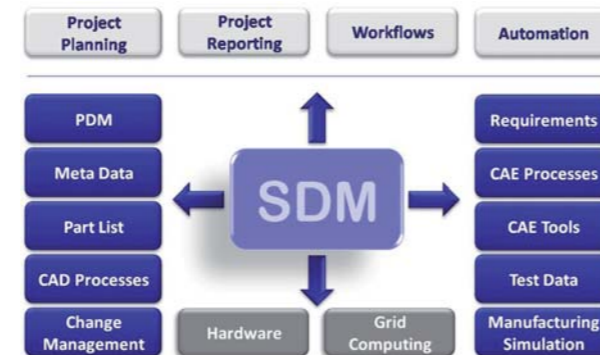 Project
Planning
Project
Reporting
Workflows
Automation
PDM
Meta Data
Part List
CAD Processes
Change
Management
SDM
Hardware
Grid
Computing
Requirements
CAE Processes
CAE Tools
Test Data
Manufacturing
Simulation